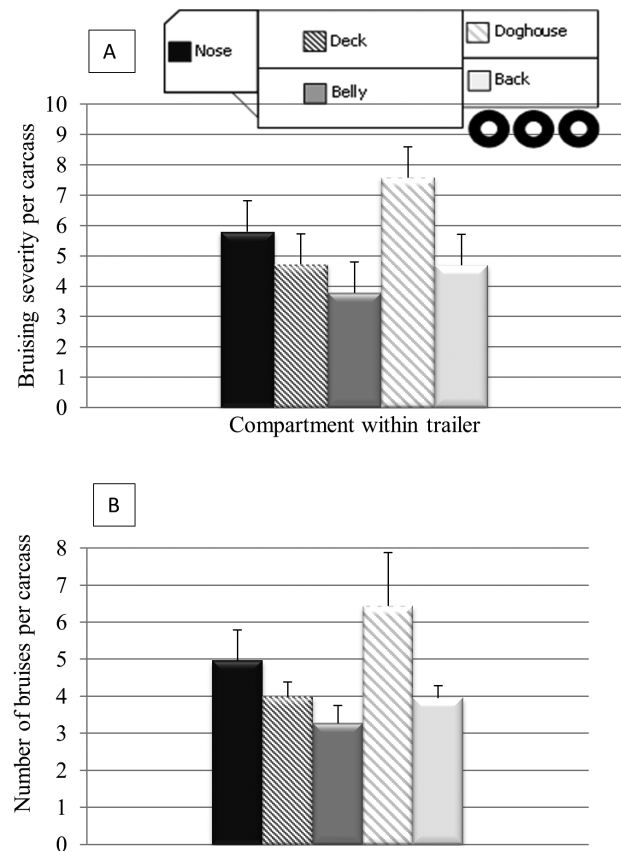 A
Nose
Deck
Doghouse
Belly
Back
10
9
8
7
6
5
4
3
2
1
0
Bruising severity per carcass
Compartment within trailer
B
8
7
6
5
4
3
2
1
0
Number of bruises per carcass